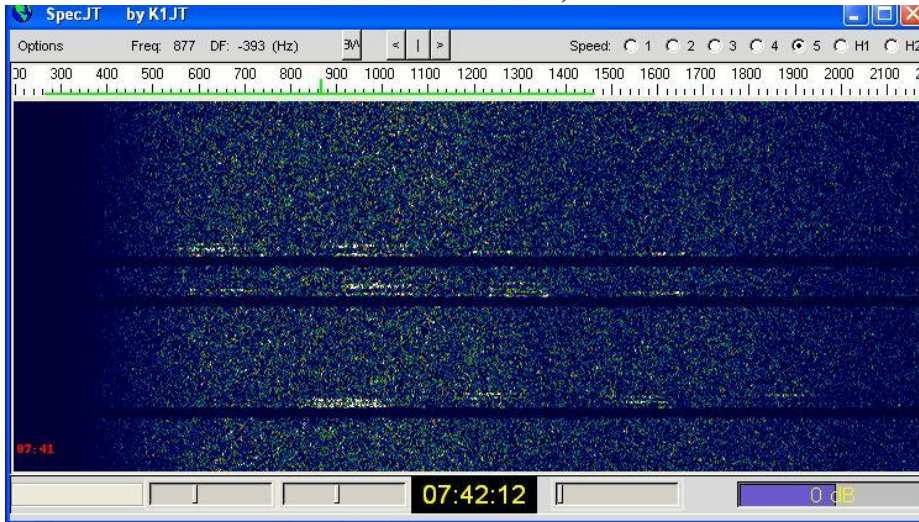 SpecJT by K1JT
Options Freq: 877 DF: -393 (Hz) < | > Speed: 1 2 3 4 5 H1 H2
300 400 500 600 700 800 900 1000 1100 1200 1300 1400 1500 1600 1700 1800 1900 2000 2100
07:41
07:42:12 0 dB